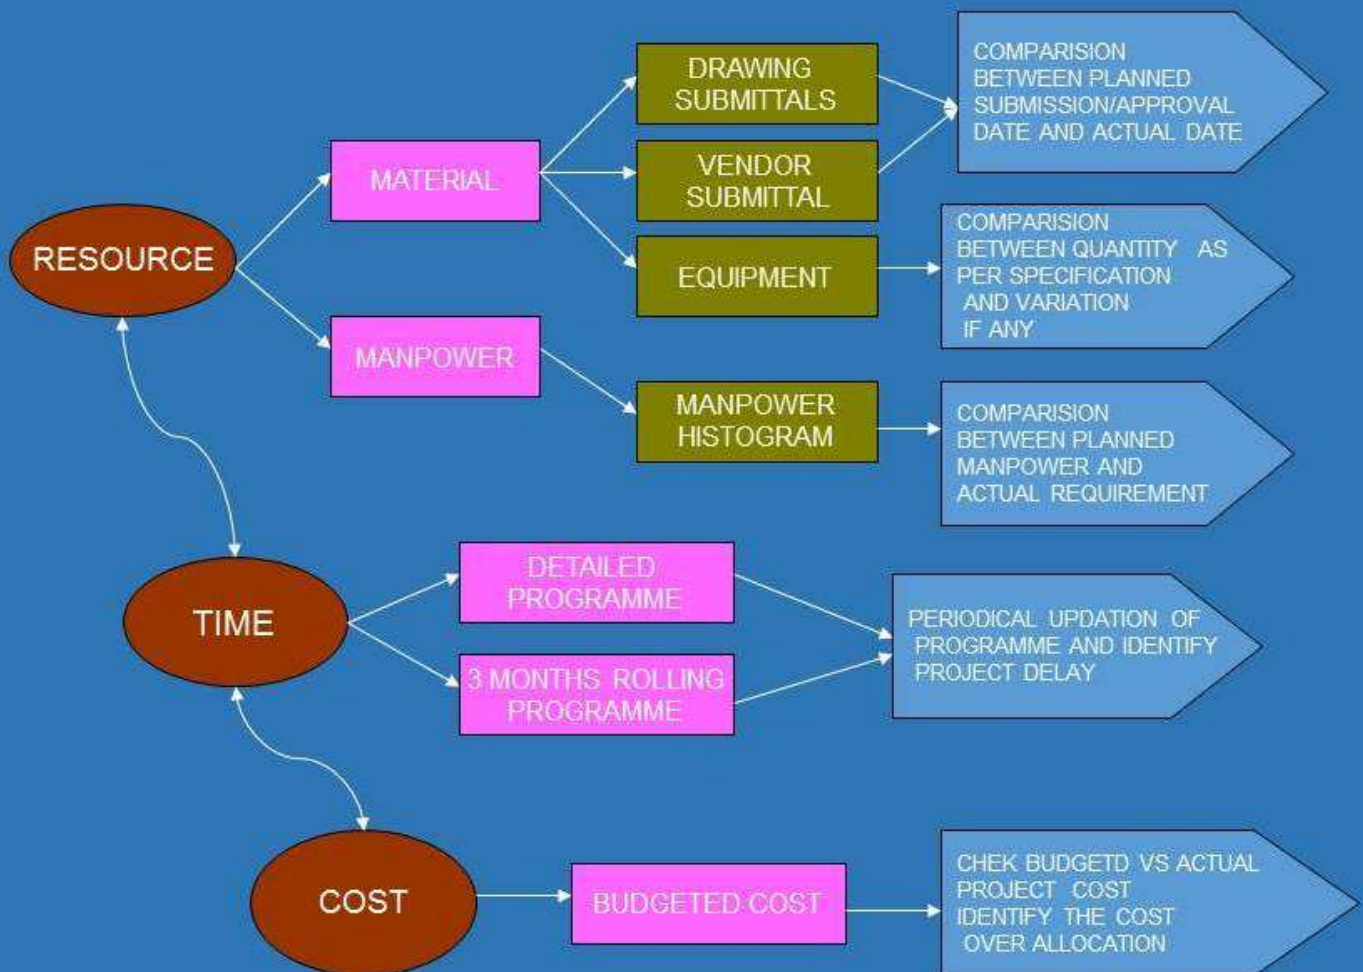 RESOURCE
MATERIAL
MANPOWER
DRAWING
SUBMITTALS
VENDOR
SUBMITTAL
EQUIPMENT
MANPOWER
HISTOGRAM
COMPARISION
BETWEEN PLANNED
SUBMISSION/APPROVAL
DATE AND ACTUAL DATE
COMPARISION
BETWEEN QUANTITY AS
PER SPECIFICATION
AND VARIATION
IF ANY
COMPARISION
BETWEEN PLANNED
MANPOWER AND
ACTUAL REQUIREMENT
TIME
DETAILED
PROGRAMME
3 MONTHS ROLLING
PROGRAMME
PERIODICAL UPDATION OF
PROGRAMME AND IDENTIFY
PROJECT DELAY
COST
BUDGETED COST
CHEK BUDGETD VS ACTUAL
PROJECT COST
IDENTIFY THE COST
OVER ALLOCATION